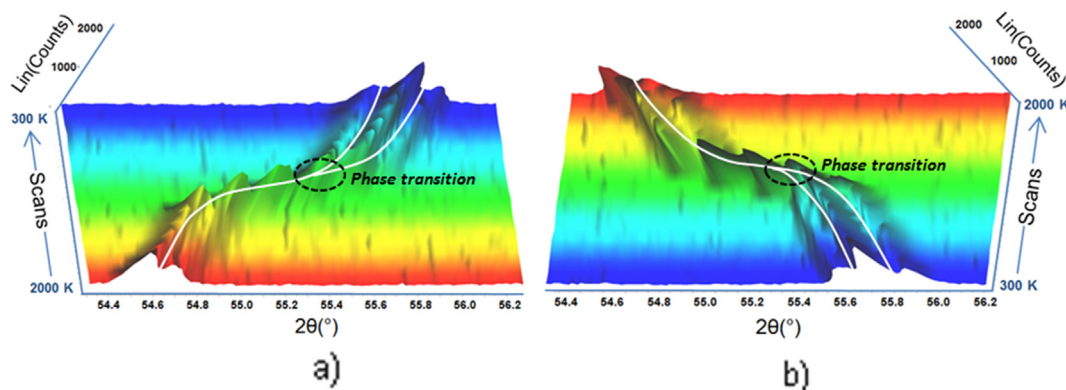 Lin(Counts)
2000
1000
300 K
Scans
2000 K
Phase transition
54.4 54.6 54.8 55.0 55.2 55.4 55.6 55.8 56.0 56.2
2θ(°)
a)
2000
1000
Lin(Counts)
2000 K
Scans
300 K
Phase transition
54.4 54.6 54.8 55.0 55.2 55.4 55.6 55.8 56.0 56.2
2θ(°)
b)